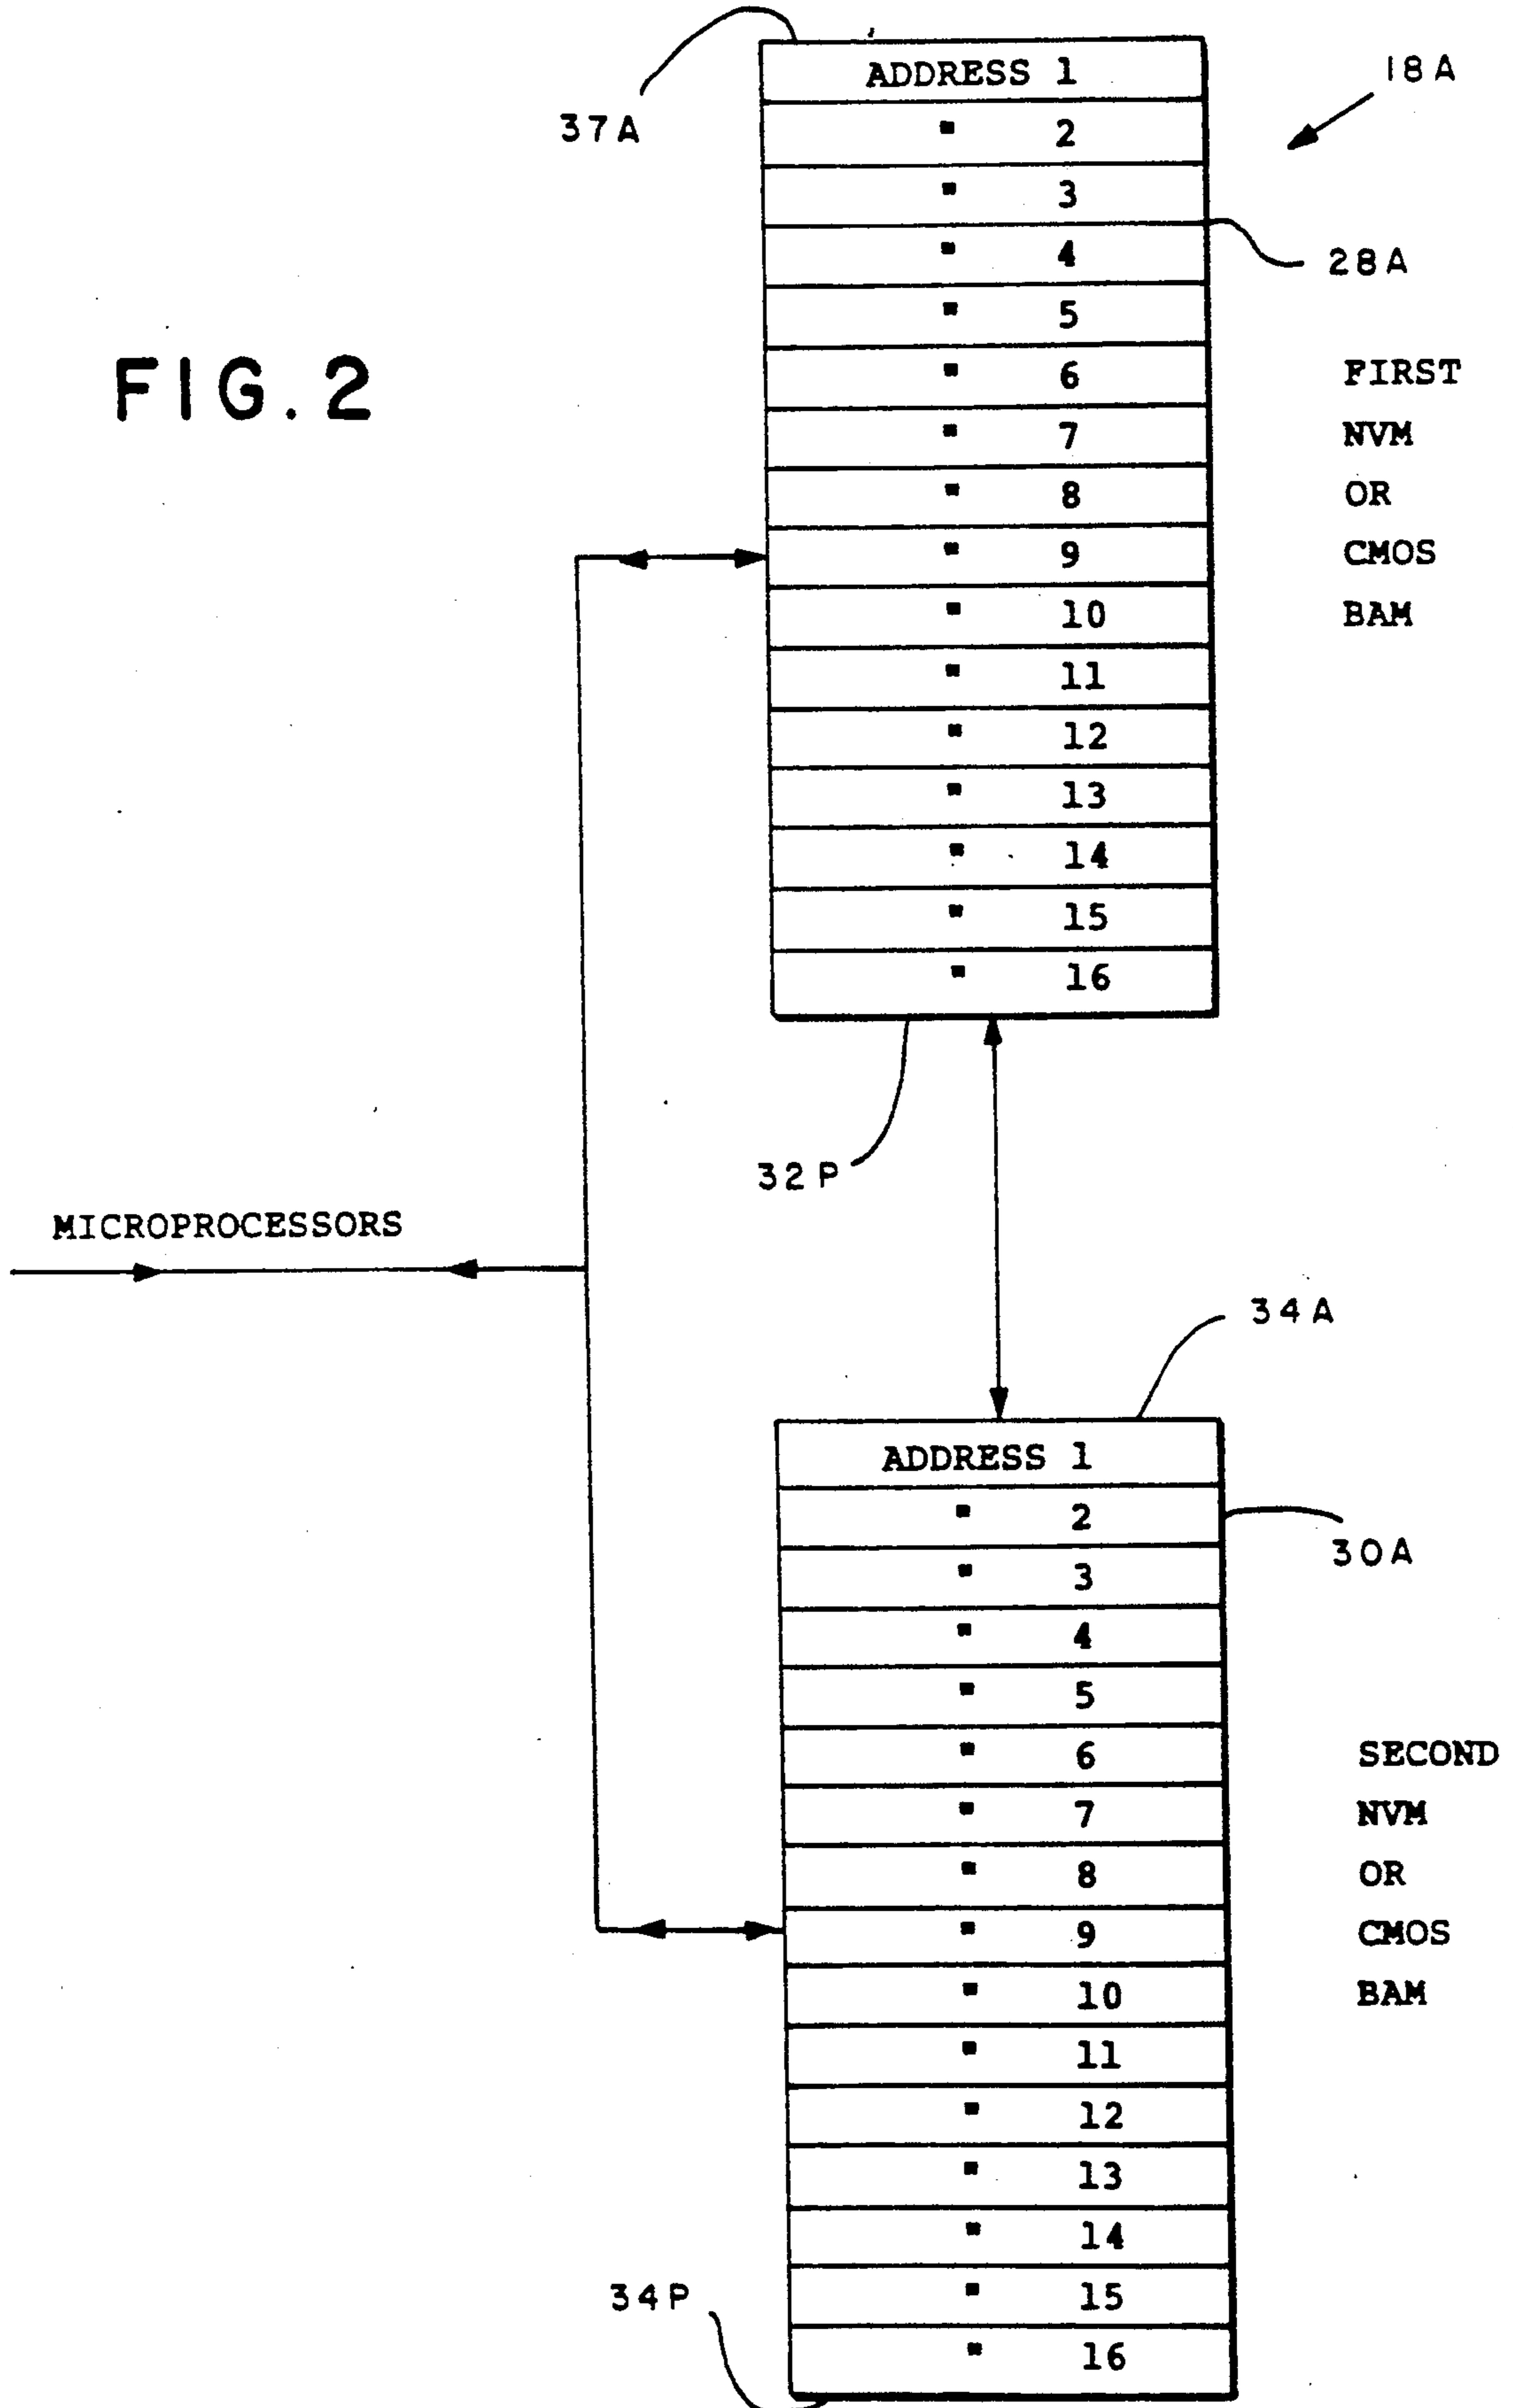 37A
ADDRESS 1
18A
" 2
" 3
" 4
28A
" 5
FIG. 2
" 6
FIRST
" 7
NVM
" 8
OR
" 9
CMOS
" 10
BAM
" 11
" 12
" 13
" 14
" 15
" 16
32P
MICROPROCESSORS
34A
ADDRESS 1
" 2
30A
" 3
" 4
" 5
" 6
SECOND
" 7
NVM
" 8
OR
" 9
CMOS
" 10
BAM
" 11
" 12
" 13
" 14
" 15
34P
" 16